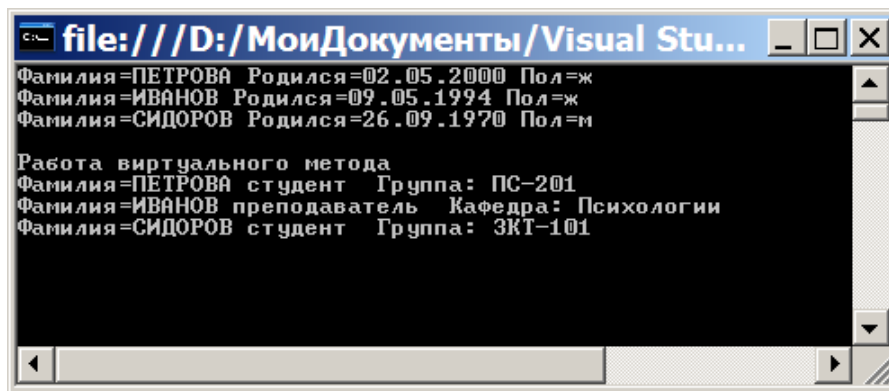 file:///D:/МоиДокументы/Visual Stu...
Фамилия=ПЕТРОВА Родился=02.05.2000 Пол=ж
Фамилия=ИВАНОВ Родился=09.05.1994 Пол=ж
Фамилия=СИДОРОВ Родился=26.09.1970 Пол=м
Работа виртуального метода
Фамилия=ПЕТРОВА студент Группа: ПС-201
Фамилия=ИВАНОВ преподаватель Кафедра: Психологии
Фамилия=СИДОРОВ студент Группа: ЗКТ-101